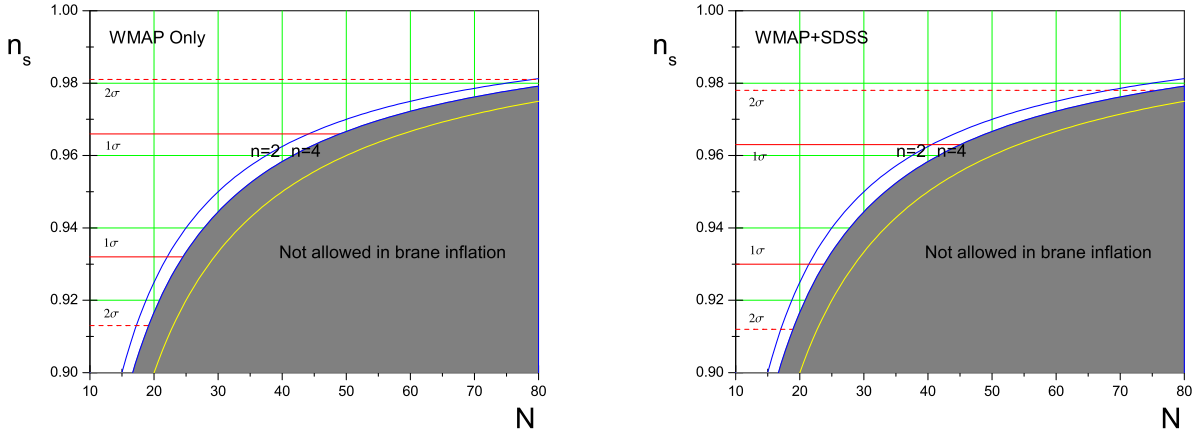 1.00
n_s
WMAP Only
0.98
2σ
1σ
0.96
n=2 n=4
0.94
1σ
Not allowed in brane inflation
0.92
2σ
0.90
10 20 30 40 50 60 70 80
N
1.00
n_s
WMAP+SDSS
0.98
2σ
0.96
1σ
n=2 n=4
0.94
1σ
Not allowed in brane inflation
0.92
2σ
0.90
10 20 30 40 50 60 70 80
N